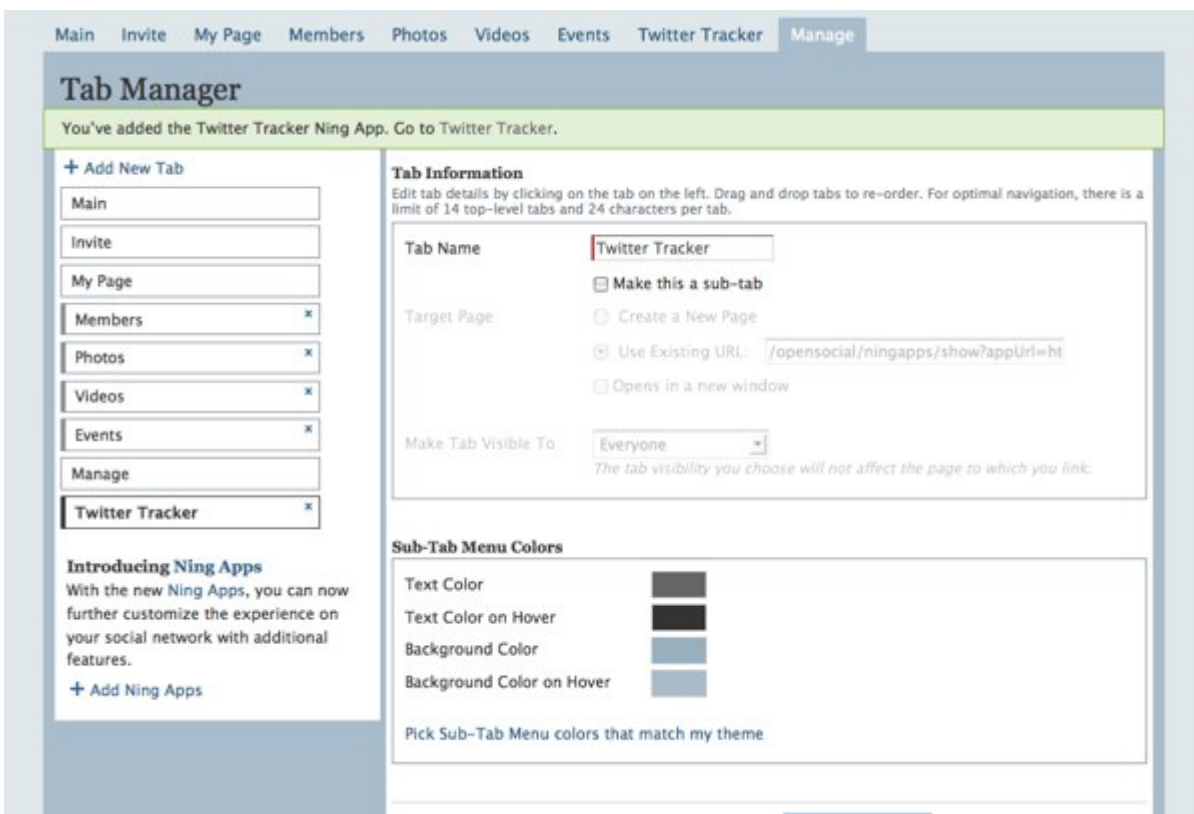 Main Invite My Page Members Photos Videos Events Twitter Tracker Manage
Tab Manager
You've added the Twitter Tracker Ning App. Go to Twitter Tracker.
+ Add New Tab
Main
Invite
My Page
Members x
Photos x
Videos x
Events x
Manage
Twitter Tracker x
Introducing Ning Apps
With the new Ning Apps, you can now
further customize the experience on
your social network with additional
features.
+ Add Ning Apps
Tab Information
Edit tab details by clicking on the tab on the left. Drag and drop tabs to re-order. For optimal navigation, there is a
limit of 14 top-level tabs and 24 characters per tab.
Tab Name Twitter Tracker
Make this a sub-tab
Target Page Create a New Page
Use Existing URL: /opensocial/ningapps/show?appUrl=ht
Opens in a new window
Make Tab Visible To Everyone
The tab visibility you choose will not affect the page to which you link.
Sub-Tab Menu Colors
Text Color
Text Color on Hover
Background Color
Background Color on Hover
Pick Sub-Tab Menu colors that match my theme